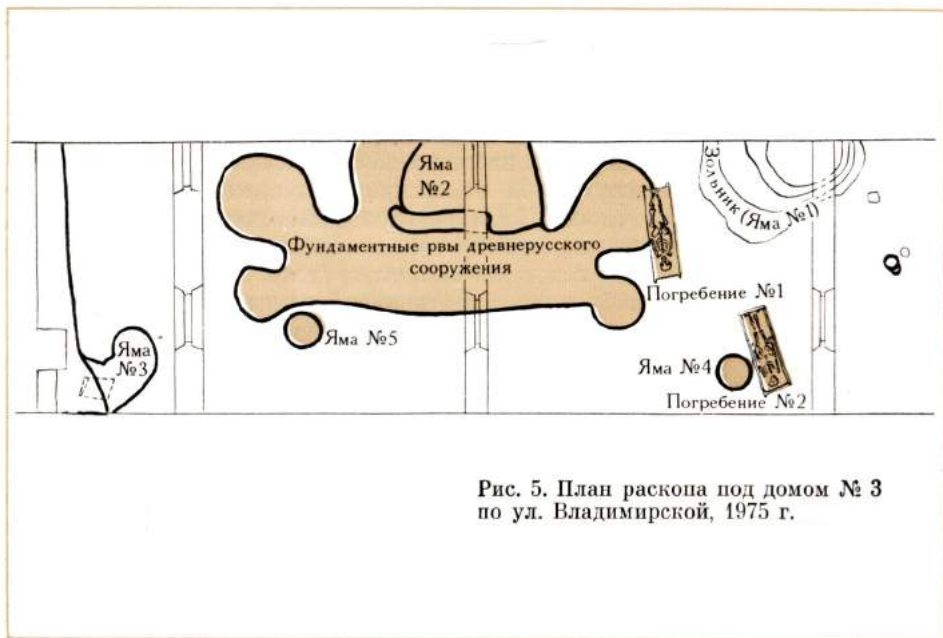 Яма
№2
Зольник (Яма №1)
Фундаментные рвы древнерусского
сооружения
Погребение №1
Яма №5
Яма
№3
Яма №4
Погребение №2
Рис. 5. План раскопа под домом № 3
по ул. Владимирской, 1975 г.